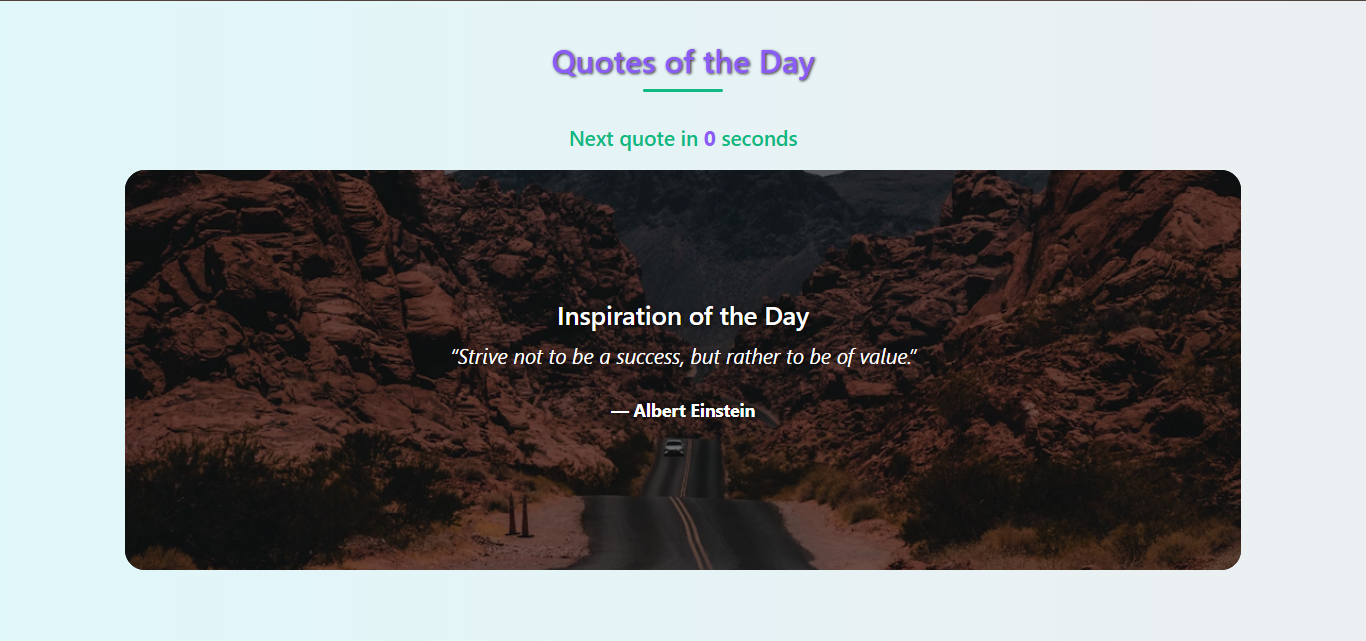 Quotes of the Day
Next quote in 0 seconds
Inspiration of the Day
“Strive not to be a success, but rather to be of value.”
— Albert Einstein